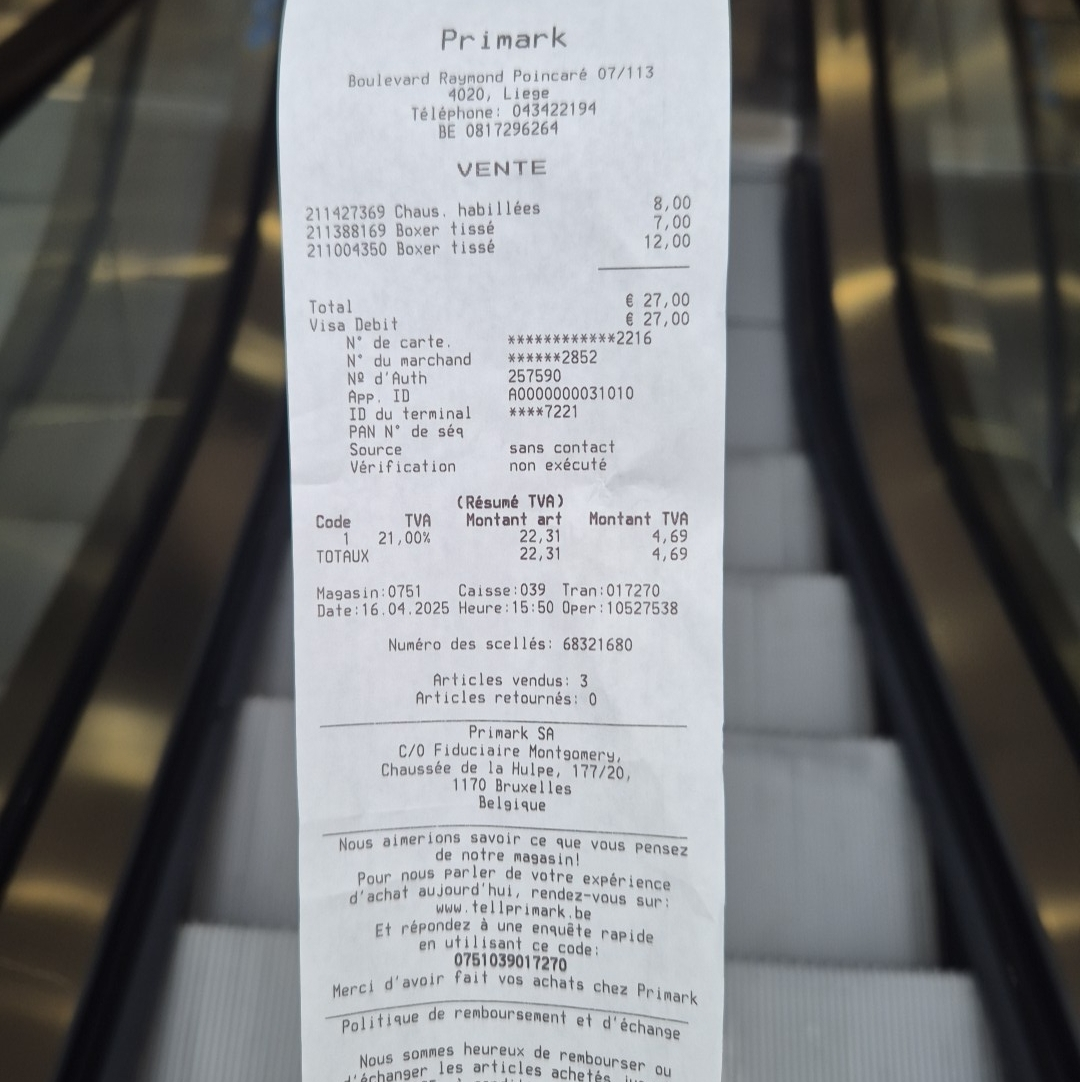 Primark
Boulevard Raymond Poincaré 07/113
4020, Liege
Téléphone: 043422194
BE 0817296264
VENTE
211427369 Chaus. habillées 8,00
211388169 Boxer tissé 7,00
211004350 Boxer tissé 12,00
Total € 27,00
Visa Debit € 27,00
N° de carte. ************2216
N° du marchand ******2852
Nº d'Auth 257590
App. ID A0000000031010
ID du terminal ****7221
PAN N° de séq
Source sans contact
Vérification non exécuté
(Résumé TVA)
Code TVA Montant art Montant TVA
1 21,00% 22,31 4,69
TOTAUX 22,31 4,69
Magasin:0751 Caisse:039 Tran:017270
Date:16.04.2025 Heure:15:50 Oper:10527538
Numéro des scellés: 68321680
Articles vendus: 3
Articles retournés: 0
Primark SA
C/O Fiduciaire Montgomery,
Chaussée de la Hulpe, 177/20,
1170 Bruxelles
Belgique
Nous aimerions savoir ce que vous pensez
de notre magasin!
Pour nous parler de votre expérience
d'achat aujourd'hui, rendez-vous sur:
www.tellprimark.be
Et répondez à une enquête rapide
en utilisant ce code:
0751039017270
Merci d'avoir fait vos achats chez Primark
Politique de remboursement et d'échange
Nous sommes heureux de rembourser ou
d'échanger les articles achetés